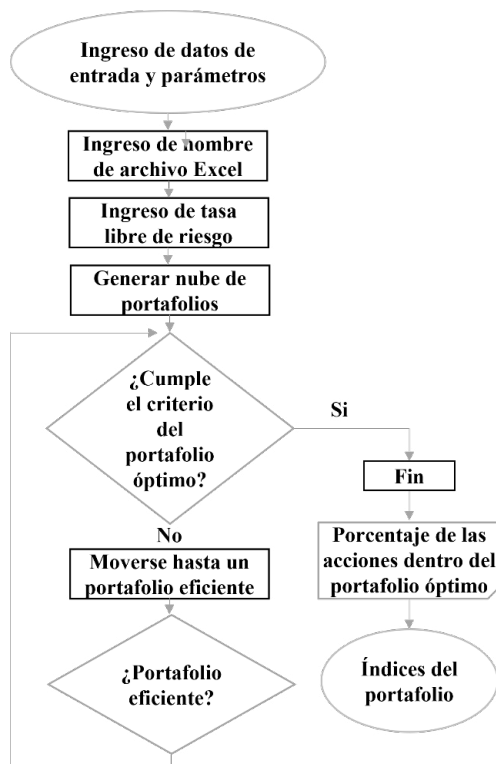 Ingreso de datos de
entrada y parámetros
Ingreso de nombre
de archivo Excel
Ingreso de tasa
libre de riesgo
Generar nube de
portafolios
¿Cumple
el criterio
del
portafolio
óptimo?
Si
Fin
Porcentaje de las
acciones dentro del
portafolio óptimo
Índices del
portafolio
No
Moverse hasta un
portafolio eficiente
¿Portafolio
eficiente?